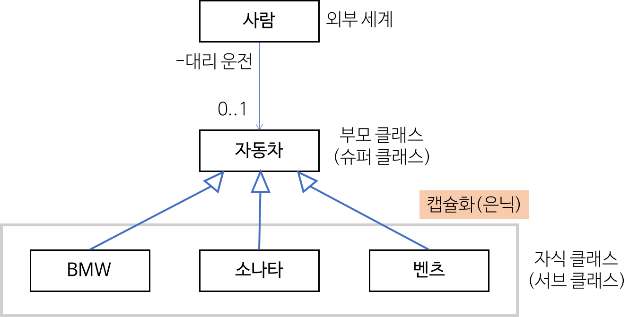 사람
외부 세계
-대리 운전
0..1
자동차
부모 클래스
(슈퍼 클래스)
캡슐화(은닉)
BMW
소나타
벤츠
자식 클래스
(서브 클래스)